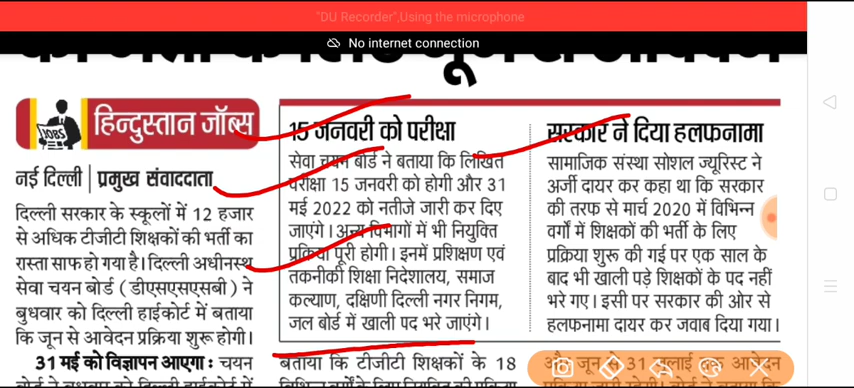 "DU Recorder",Using the microphone
No internet connection
JOBS
हिन्दुस्तान जॉब्स
नई दिल्ली | प्रमुख संवाददाता
दिल्ली सरकार के स्कूलों में 12 हजार
से अधिक टीजीटी शिक्षकों की भर्ती का
रास्ता साफ हो गया है। दिल्ली अधीनस्थ
सेवा चयन बोर्ड (डीएसएसएसबी) ने
बुधवार को दिल्ली हाईकोर्ट में बताया
कि जून से आवेदन प्रक्रिया शुरू होगी।
31 मई को विज्ञापन आएगा : चयन
15 जनवरी को परीक्षा
सेवा चयन बोर्ड ने बताया कि लिखित
परीक्षा 15 जनवरी को होगी और 31
मई 2022 को नतीजे जारी कर दिए
जाएंगे। अन्य विभागों में भी नियुक्ति
प्रक्रिया पूरी होगी। इनमें प्रशिक्षण एवं
तकनीकी शिक्षा निदेशालय, समाज
कल्याण, दक्षिणी दिल्ली नगर निगम,
जल बोर्ड में खाली पद भरे जाएंगे।
बताया कि टीजीटी शिक्षकों के 18
सरकार ने दिया हलफनामा
सामाजिक संस्था सोशल ज्यूरिस्ट ने
अर्जी दायर कर कहा था कि सरकार
की तरफ से मार्च 2020 में विभिन्न
वर्गों में शिक्षकों की भर्ती के लिए
प्रक्रिया शुरू की गई पर एक साल के
बाद भी खाली पड़े शिक्षकों के पद नहीं
भरे गए। इसी पर सरकार की ओर से
हलफनामा दायर कर जवाब दिया गया।
और जून से 31 जुलाई तक आवेदन